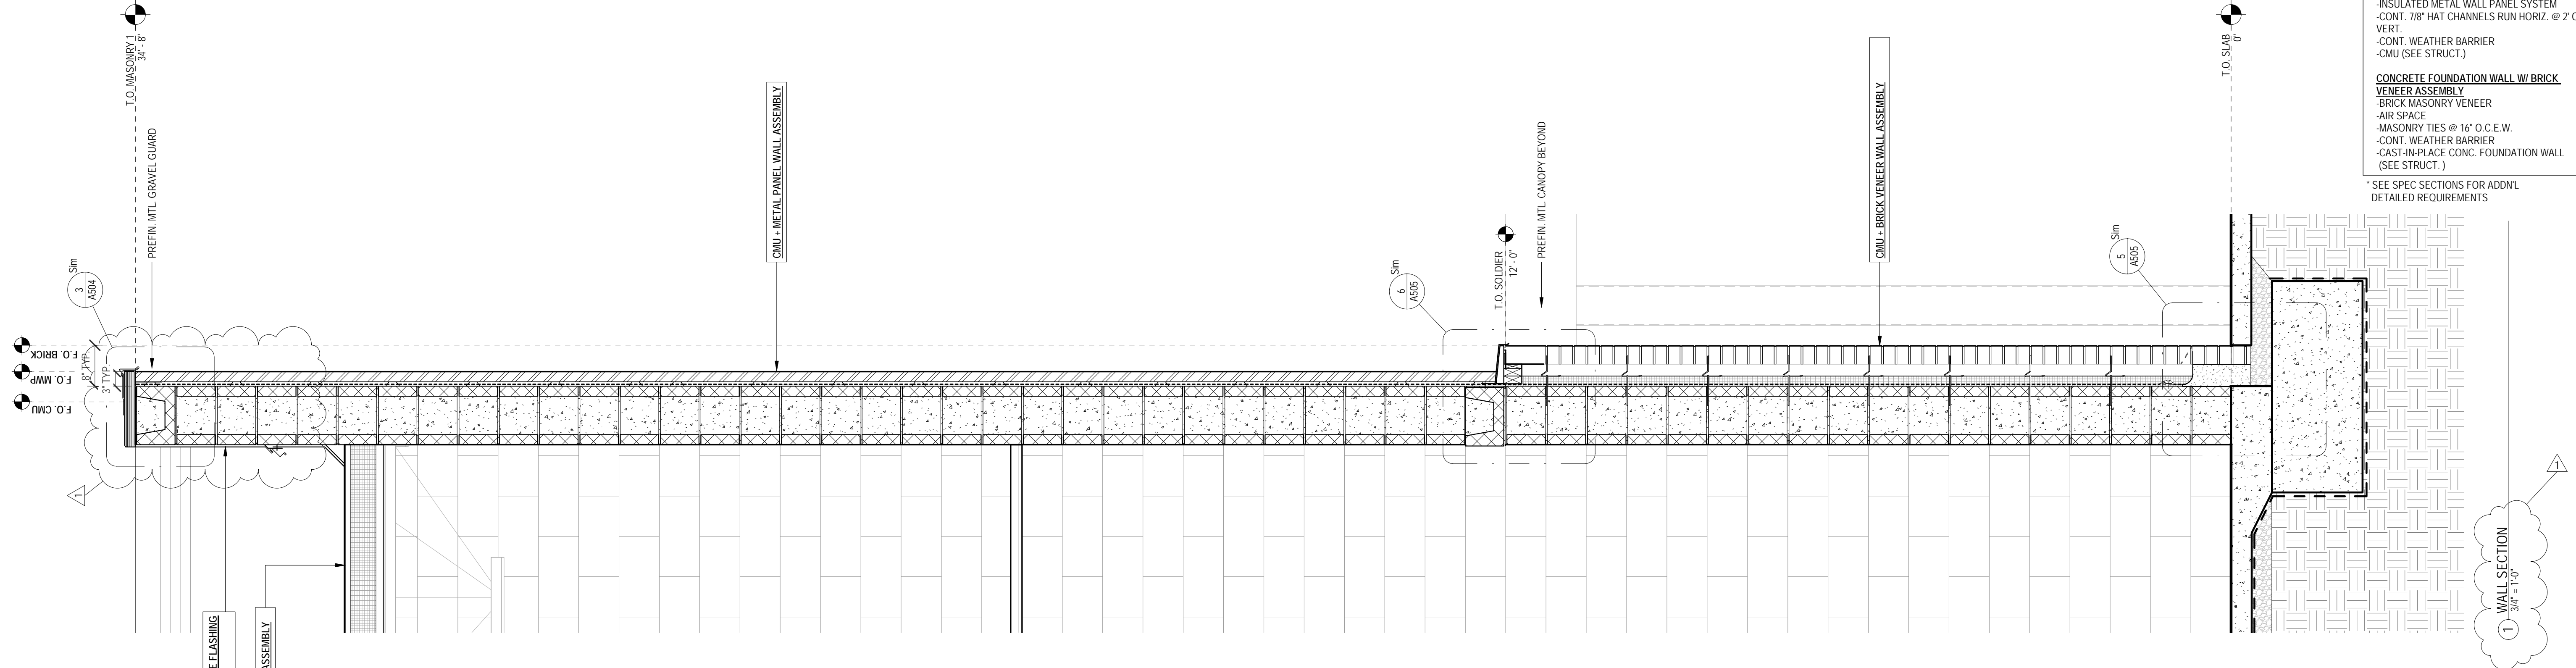 T.O. MASONRY 1
34' - 8"
PREFIN. MTL. GRAVEL GUARD
Sim
3
A504
F.O. BRICK
F.O. MWP
F.O. CMU
8" TYP.
3" TYP.
1
E FLASHING
ASSEMBLY
CMU + METAL PANEL WALL ASSEMBLY
Sim
6
A505
T.O. SOLDIER
12' - 0"
PREFIN. MTL. CANOPY BEYOND
CMU + BRICK VENEER WALL ASSEMBLY
Sim
5
A505
T.O. SLAB
0"
-INSULATED METAL WALL PANEL SYSTEM
-CONT. 7/8" HAT CHANNELS RUN HORIZ. @ 2' O
VERT.
-CONT. WEATHER BARRIER
-CMU (SEE STRUCT.)
CONCRETE FOUNDATION WALL W/ BRICK
VENEER ASSEMBLY
-BRICK MASONRY VENEER
-AIR SPACE
-MASONRY TIES @ 16" O.C.E.W.
-CONT. WEATHER BARRIER
-CAST-IN-PLACE CONC. FOUNDATION WALL
(SEE STRUCT. )
* SEE SPEC SECTIONS FOR ADDN'L
DETAILED REQUIREMENTS
1
WALL SECTION
3/4" = 1'-0"
1